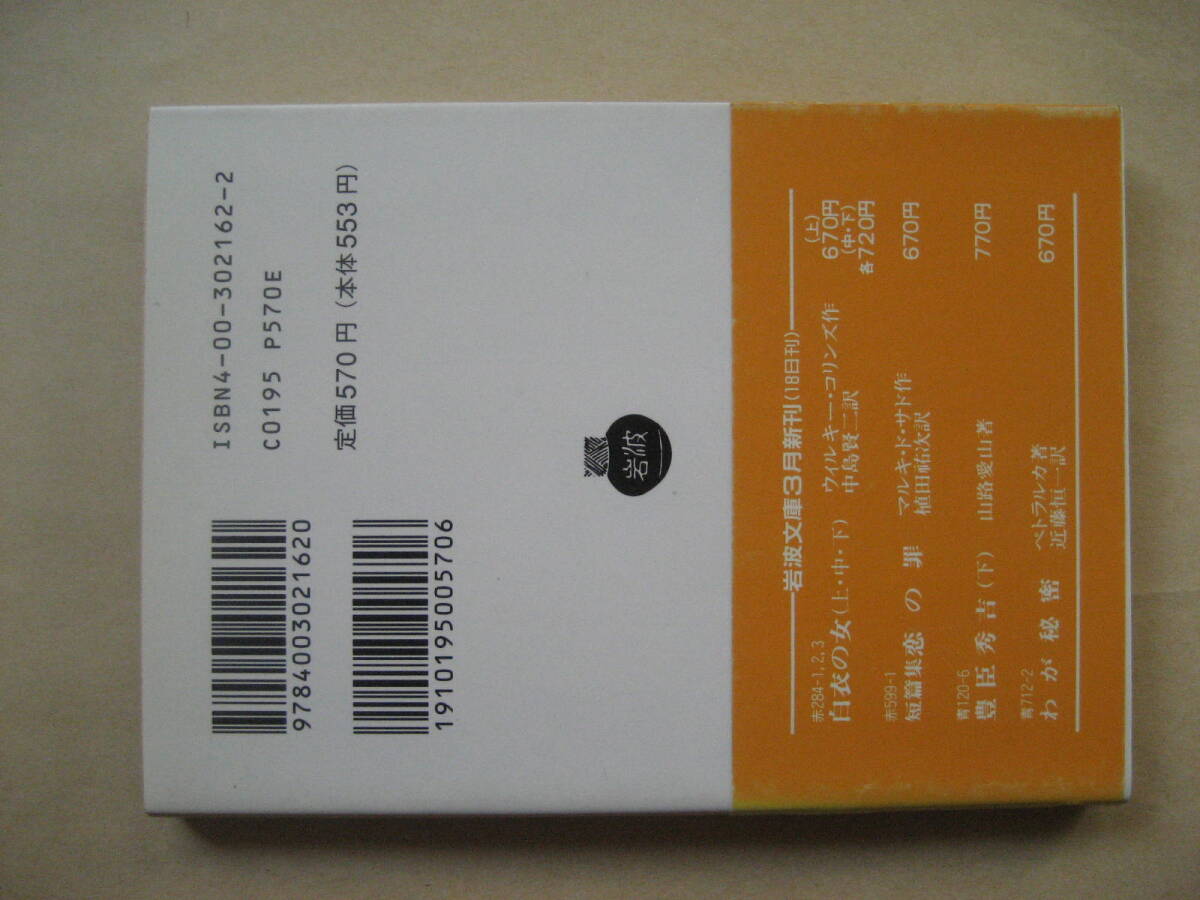 ISBN4-00-302162-2
C0195 P570E
定価570円（本体553円）
9784003021620
1910195005706
岩波
岩波文庫3月新刊(18日刊)
赤284-1,2,3
白衣の女(上・中・下) ウィルキー・コリンズ作 中島賢二訳 (上)670円 (中・下)各720円
赤599-1
短篇集恋の罪 マルキ・ド・サド作 植田祐次訳 670円
青120-6
豊臣秀吉(下) 山路愛山著 770円
青712-2
わが秘密 ペトラルカ著 近藤恒一訳 670円